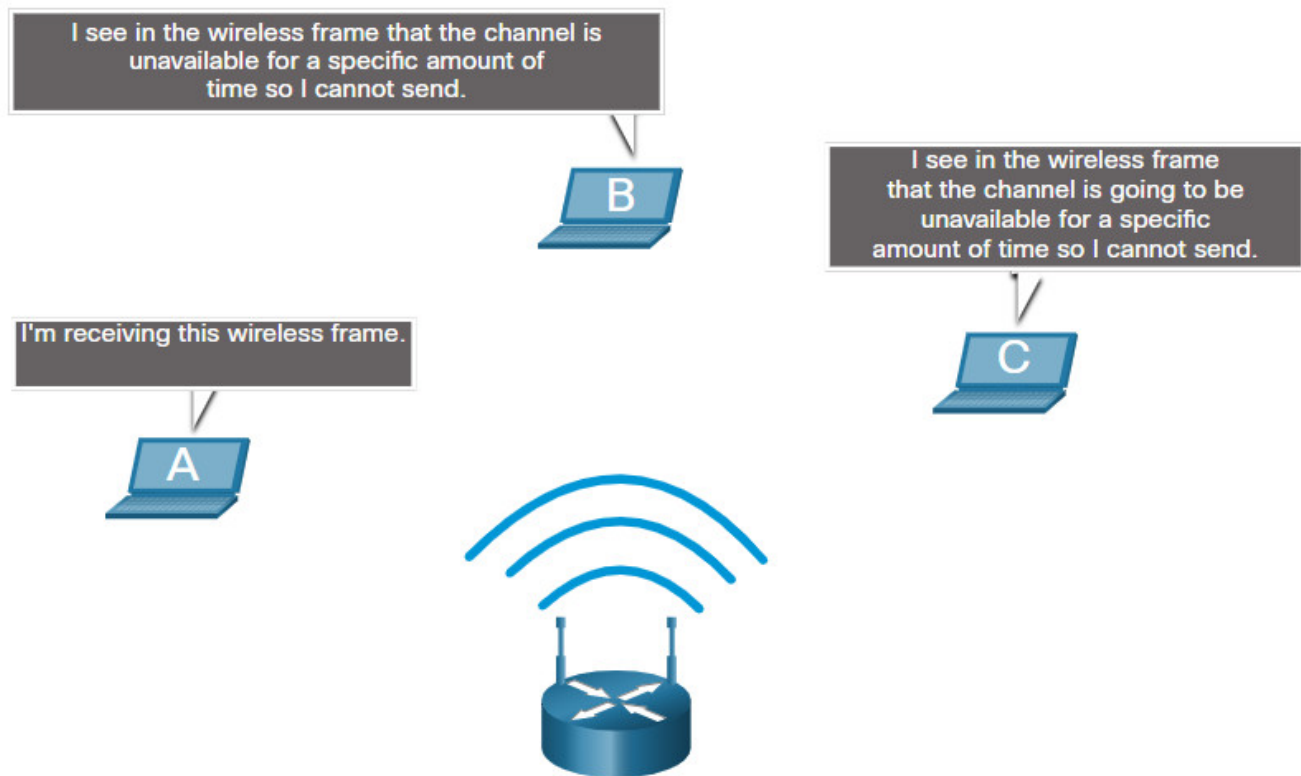 I see in the wireless frame that the channel is
unavailable for a specific amount of
time so I cannot send.
B
I see in the wireless frame
that the channel is going to be
unavailable for a specific
amount of time so I cannot send.
C
I'm receiving this wireless frame.
A